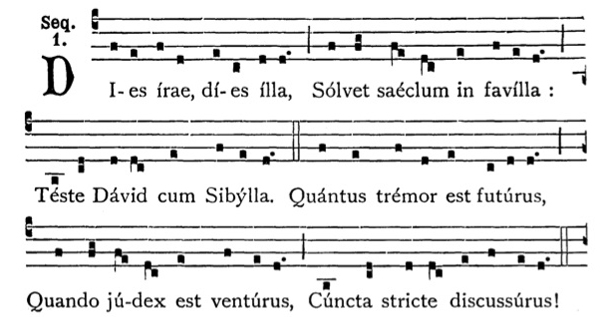 Seq.
1.
DI- es írae, dí- es ílla, Sólvet saéclum in favílla :
Téste Dávid cum Sibýlla. Quántus trémor est futúrus,
Quando jú-dex est ventúrus, Cúncta stricte discussúrus!